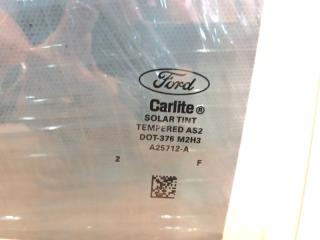 Ford
Carlite®
SOLAR TINT
TEMPERED AS2
DOT-376 M2H3
A25712-A
2 F